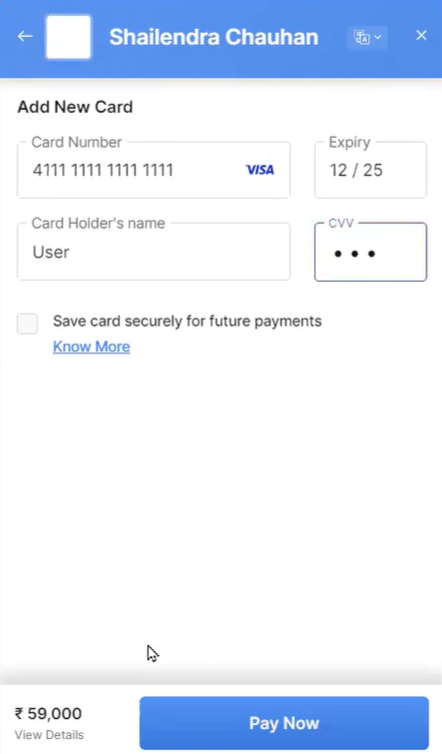 Shailendra Chauhan
Add New Card
Card Number
Expiry
4111 1111 1111 1111
VISA
12 / 25
Card Holder's name
CVV
User
•••
Save card securely for future payments
Know More
₹ 59,000
View Details
Pay Now